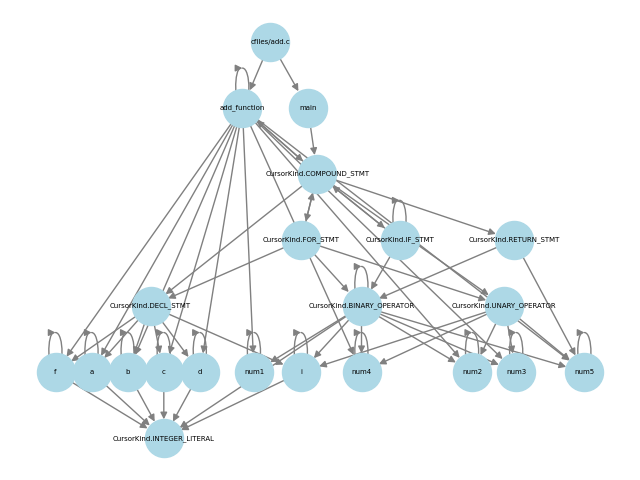 cfiles/add.c
add_function
main
CursorKind.COMPOUND_STMT
CursorKind.FOR_STMT
CursorKind.IF_STMT
CursorKind.RETURN_STMT
CursorKind.DECL_STMT
CursorKind.BINARY_OPERATOR
CursorKind.UNARY_OPERATOR
f
a
b
c
d
num1
i
num4
num2
num3
num5
CursorKind.INTEGER_LITERAL